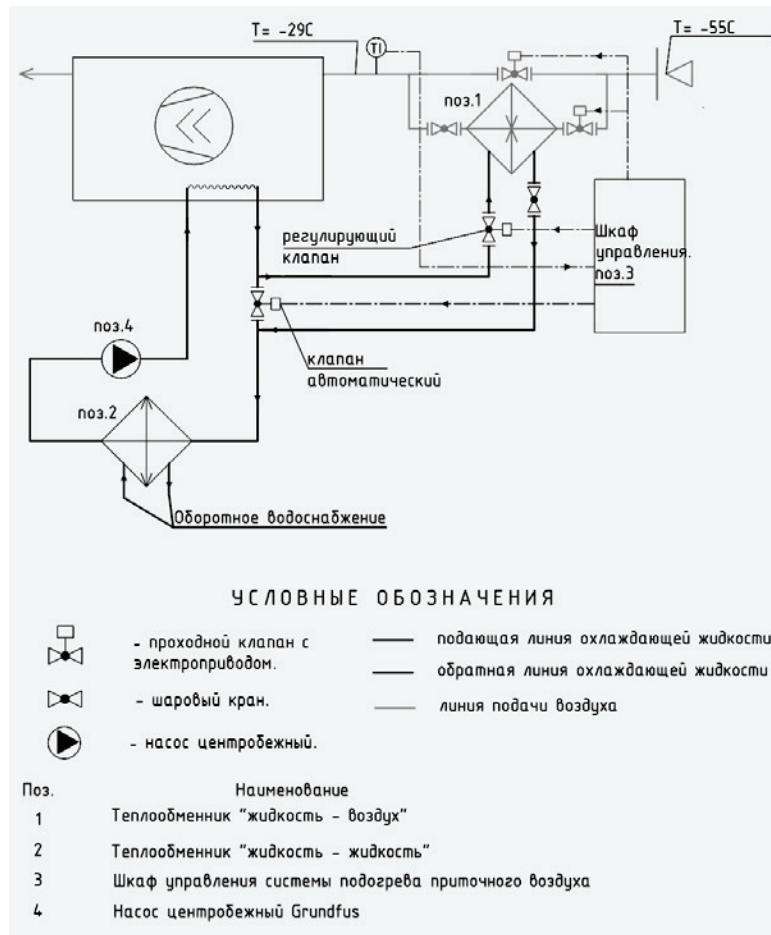 T= -29C
TI
T= -55C
поз.1
регулирующий
клапан
Шкаф
управления.
поз.3
поз.4
клапан
автоматический
поз.2
Оборотное водоснабжение
УСЛОВНЫЕ ОБОЗНАЧЕНИЯ
- проходной клапан с
электроприводом.
- шаровый кран.
- насос центробежный.
подающая линия охлаждающей жидкости
обратная линия охлаждающей жидкости
линия подачи воздуха
Поз. Наименование
1 Теплообменник "жидкость - воздух"
2 Теплообменник "жидкость - жидкость"
3 Шкаф управления системы подогрева приточного воздуха
4 Насос центробежный Grundfus